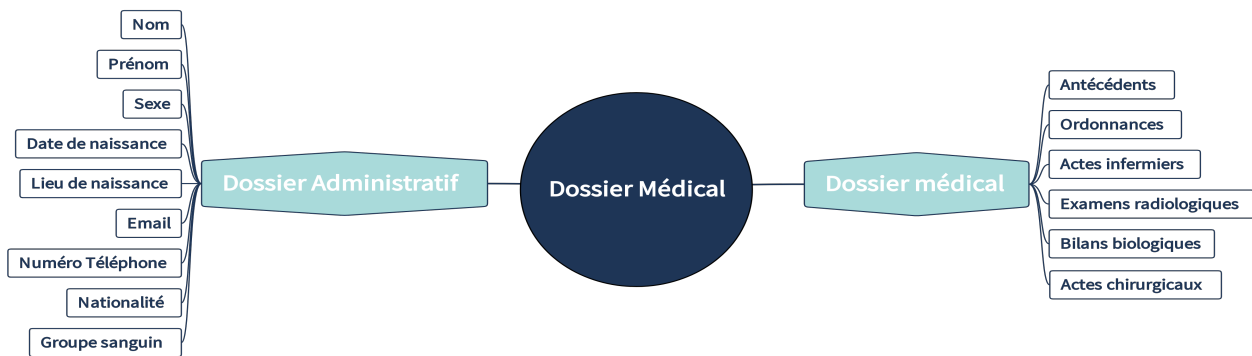 Nom
Prénom
Sexe
Date de naissance
Lieu de naissance
Email
Numéro Téléphone
Nationalité
Groupe sanguin
Dossier Administratif
Dossier Médical
Dossier médical
Antécédents
Ordonnances
Actes infermiers
Examens radiologiques
Bilans biologiques
Actes chirurgicaux